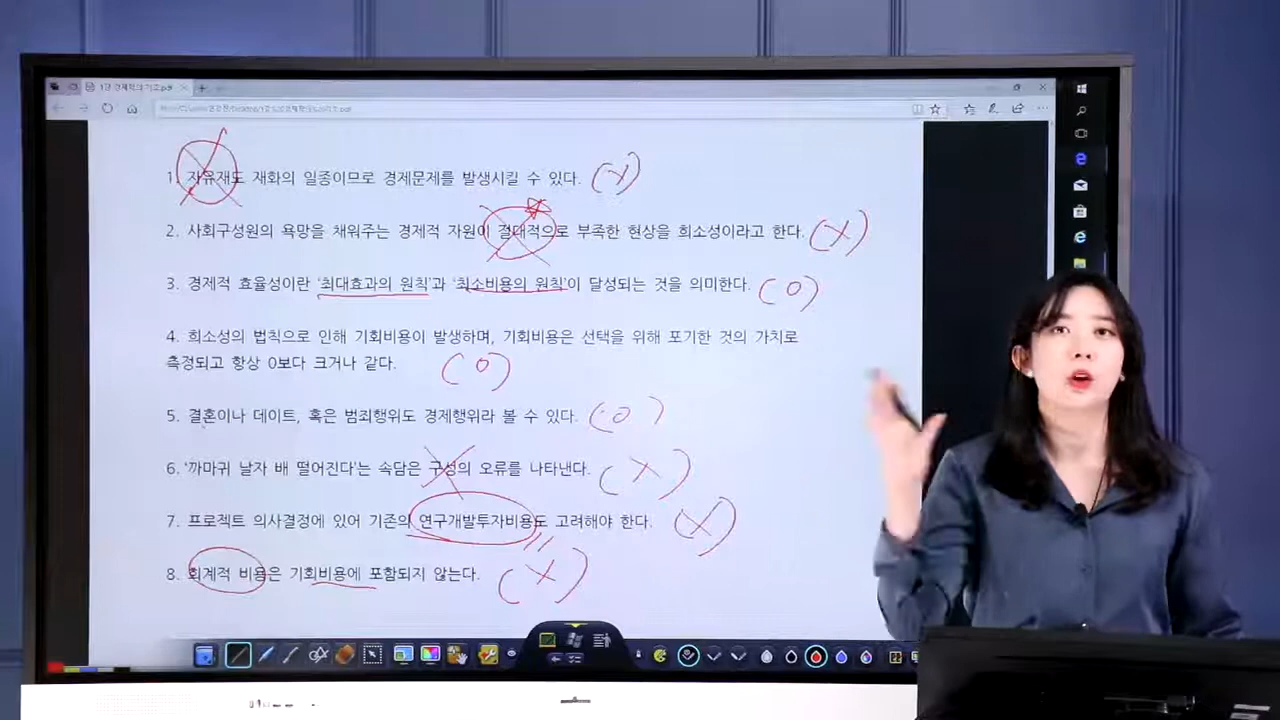 1강 경제학의 기초.pdf
1. 자유재도 재화의 일종이므로 경제문제를 발생시킬 수 있다. (X)
2. 사회구성원의 욕망을 채워주는 경제적 자원이 절대적으로 부족한 현상을 희소성이라고 한다. (X)
3. 경제적 효율성이란 '최대효과의 원칙'과 '최소비용의 원칙'이 달성되는 것을 의미한다. (O)
4. 희소성의 법칙으로 인해 기회비용이 발생하며, 기회비용은 선택을 위해 포기한 것의 가치로
측정되고 항상 0보다 크거나 같다. (O)
5. 결혼이나 데이트, 혹은 범죄행위도 경제행위라 볼 수 있다. (O)
6. '까마귀 날자 배 떨어진다'는 속담은 구성의 오류를 나타낸다. (X)
7. 프로젝트 의사결정에 있어 기존의 연구개발투자비용도 고려해야 한다. (X)
8. 회계적 비용은 기회비용에 포함되지 않는다. (X)